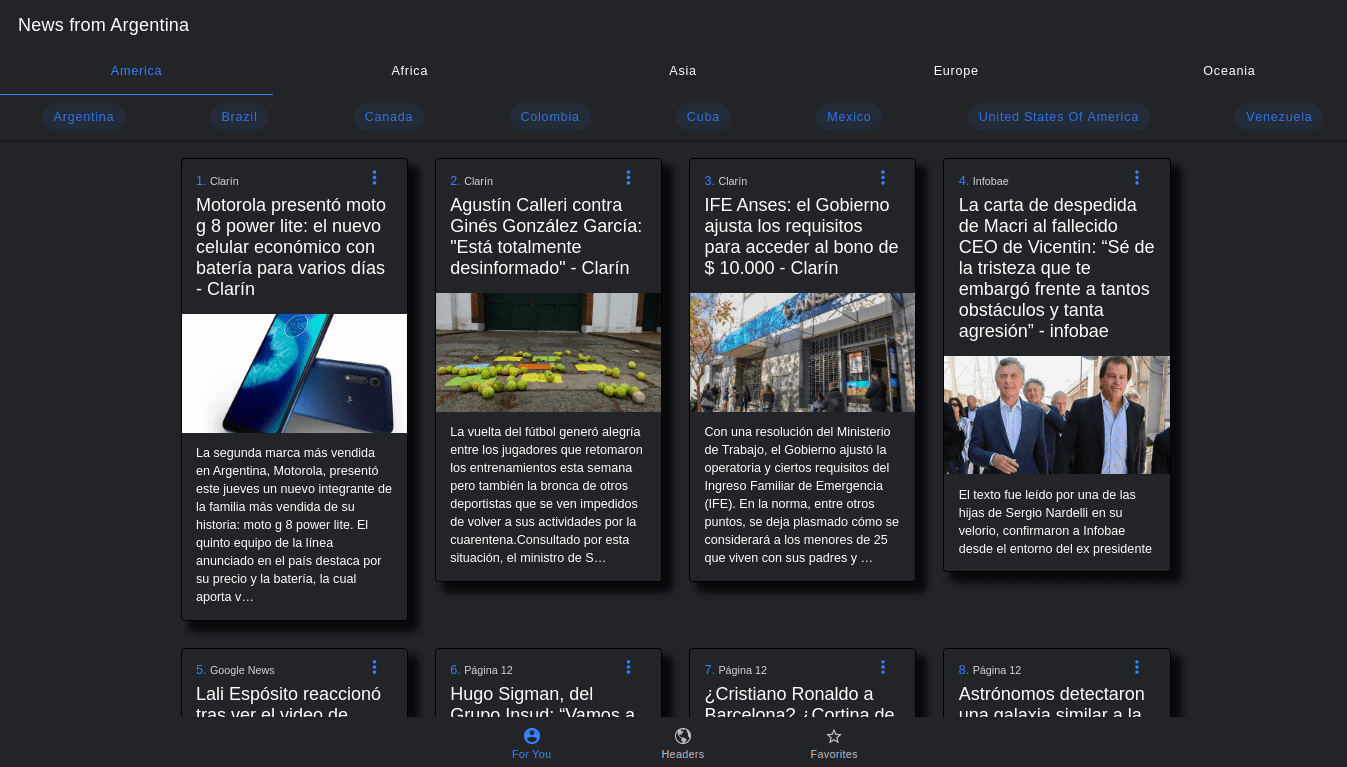 News from Argentina
America
Africa
Asia
Europe
Oceania
Argentina
Brazil
Canada
Colombia
Cuba
Mexico
United States Of America
Venezuela
1. Clarín
Motorola presentó moto
g 8 power lite: el nuevo
celular económico con
batería para varios días
- Clarín
La segunda marca más vendida
en Argentina, Motorola, presentó
este jueves un nuevo integrante de
la familia más vendida de su
historia: moto g 8 power lite. El
quinto equipo de la línea
anunciado en el país destaca por
su precio y la batería, la cual
aporta v…
2. Clarín
Agustín Calleri contra
Ginés González García:
"Está totalmente
desinformado" - Clarín
La vuelta del fútbol generó alegría
entre los jugadores que retomaron
los entrenamientos esta semana
pero también la bronca de otros
deportistas que se ven impedidos
de volver a sus actividades por la
cuarentena.Consultado por esta
situación, el ministro de S…
3. Clarín
IFE Anses: el Gobierno
ajusta los requisitos
para acceder al bono de
$ 10.000 - Clarín
ANSES
Con una resolución del Ministerio
de Trabajo, el Gobierno ajustó la
operatoria y ciertos requisitos del
Ingreso Familiar de Emergencia
(IFE). En la norma, entre otros
puntos, se deja plasmado cómo se
considerará a los menores de 25
que viven con sus padres y …
4. Infobae
La carta de despedida
de Macri al fallecido
CEO de Vicentin: “Sé de
la tristeza que te
embargó frente a tantos
obstáculos y tanta
agresión” - infobae
El texto fue leído por una de las
hijas de Sergio Nardelli en su
velorio, confirmaron a Infobae
desde el entorno del ex presidente
5. Google News
Lali Espósito reaccionó
tras ver el video de
6. Página 12
Hugo Sigman, del
Grupo Insud: “Vamos a
7. Página 12
¿Cristiano Ronaldo a
Barcelona? ¿Cortina de
8. Página 12
Astrónomos detectaron
una galaxia similar a la
For You
Headers
Favorites